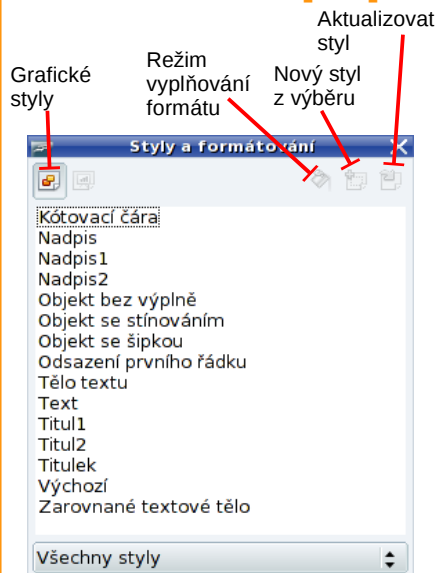 Aktualizovat
styl
Režim
vyplňování
formátu
Nový styl
z výběru
Grafické
styly
Styly a formátování
Kótovací čára
Nadpis
Nadpis1
Nadpis2
Objekt bez výplně
Objekt se stínováním
Objekt se šipkou
Odsazení prvního řádku
Tělo textu
Text
Titul1
Titul2
Titulek
Výchozí
Zarovnané textové tělo
Všechny styly